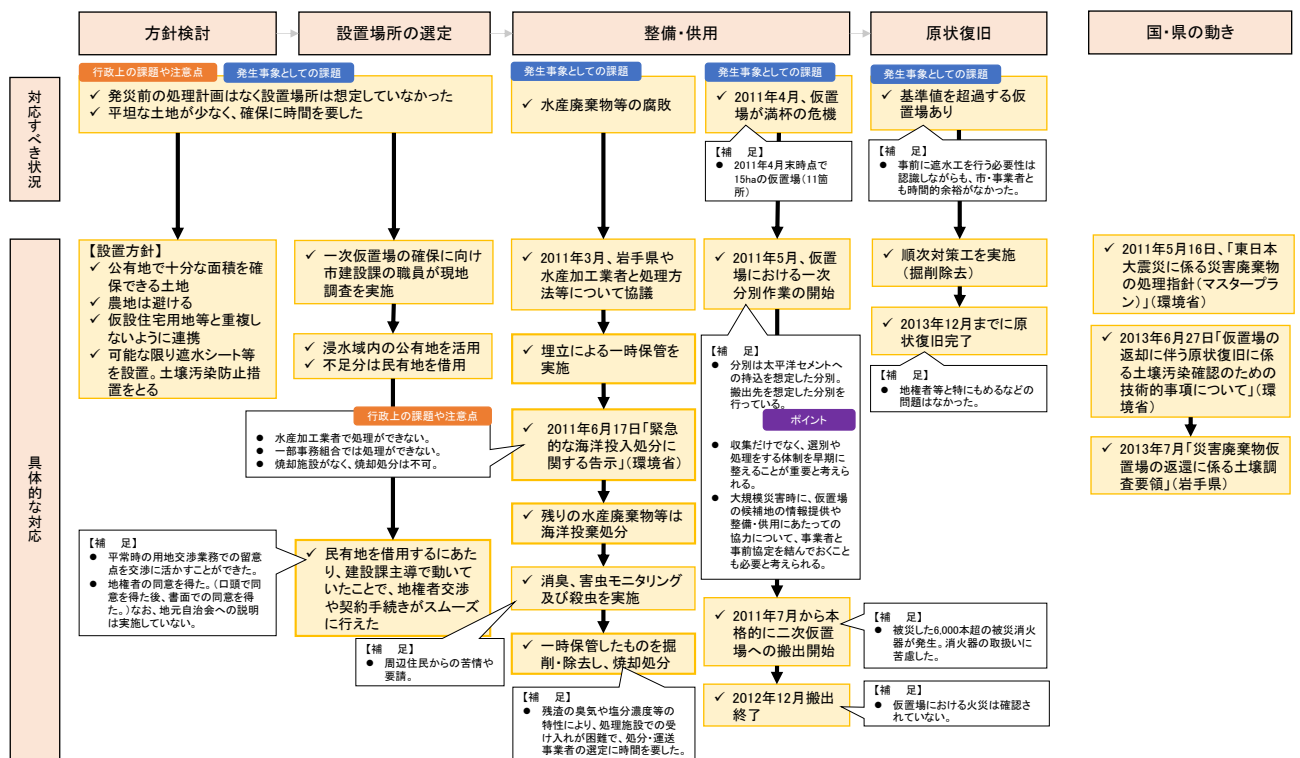 方針検討
設置場所の選定
整備・供用
原状復旧
国・県の動き
対応すべき状況
行政上の課題や注意点
発生事象としての課題
✓ 発災前の処理計画はなく設置場所は想定していなかった
✓ 平坦な土地が少なく、確保に時間を要した
発生事象としての課題
✓ 水産廃棄物等の腐敗
発生事象としての課題
✓ 2011年4月、仮置
場が満杯の危機
【補　足】
● 2011年4月末時点で
15haの仮置場(11箇
所)
発生事象としての課題
✓ 基準値を超過する仮
置場あり
【補　足】
● 事前に遮水工を行う必要性は
認識しながらも、市・事業者と
も時間的余裕がなかった。
具体的な対応
【設置方針】
✓ 公有地で十分な面積を確
保できる土地
✓ 農地は避ける
✓ 仮設住宅用地等と重複し
ないように連携
✓ 可能な限り遮水シート等
を設置。土壌汚染防止措
置をとる
✓ 一次仮置場の確保に向け
市建設課の職員が現地
調査を実施
✓ 浸水域内の公有地を活用
✓ 不足分は民有地を借用
✓ 民有地を借用するにあた
り、建設課主導で動いて
いたことで、地権者交渉
や契約手続きがスムーズ
に行えた
【補　足】
● 平常時の用地交渉業務での留意
点を交渉に活かすことができた。
● 地権者の同意を得た。(口頭で同
意を得た後、書面での同意を得
た。)なお、地元自治会への説明
は実施していない。
✓ 2011年3月、岩手県や
水産加工業者と処理方
法等について協議
✓ 埋立による一時保管を
実施
行政上の課題や注意点
● 水産加工業者で処理ができない。
● 一部事務組合では処理ができない。
● 焼却施設がなく、焼却処分は不可。
✓ 2011年6月17日「緊急
的な海洋投入処分に
関する告示」(環境省)
✓ 残りの水産廃棄物等は
海洋投棄処分
✓ 消臭、害虫モニタリング
及び殺虫を実施
【補　足】
● 周辺住民からの苦情や
要請。
✓ 一時保管したものを掘
削・除去し、焼却処分
【補　足】
● 残渣の臭気や塩分濃度等の
特性により、処理施設での受
け入れが困難で、処分・運送
事業者の選定に時間を要した。
✓ 2011年5月、仮置
場における一次
分別作業の開始
【補　足】
● 分別は太平洋セメントへ
の持込を想定した分別。
搬出先を想定した分別を
行っている。
ポイント
● 収集だけでなく、選別や
処理をする体制を早期に
整えることが重要と考えら
れる。
● 大規模災害時に、仮置場
の候補地の情報提供や
整備・供用にあたっての
協力について、事業者と
事前協定を結んでおくこと
も必要と考えられる。
✓ 2011年7月から本
格的に二次仮置
場への搬出開始
【補　足】
● 被災した6,000本超の被災消火
器が発生。消火器の取扱いに
苦慮した。
✓ 2012年12月搬出
終了
【補　足】
● 仮置場における火災は確認さ
れていない。
✓ 順次対策工を実施
(掘削除去)
✓ 2013年12月までに原
状復旧完了
【補　足】
● 地権者等と特にもめるなどの
問題はなかった。
✓ 2011年5月16日、「東日本
大震災に係る災害廃棄物
の処理指針(マスタープラ
ン)」(環境省)
✓ 2013年6月27日「仮置場の
返却に伴う原状復旧に係
る土壌汚染確認のための
技術的事項について」(環
境省)
✓ 2013年7月「災害廃棄物仮
置場の返還に係る土壌調
査要領」(岩手県)